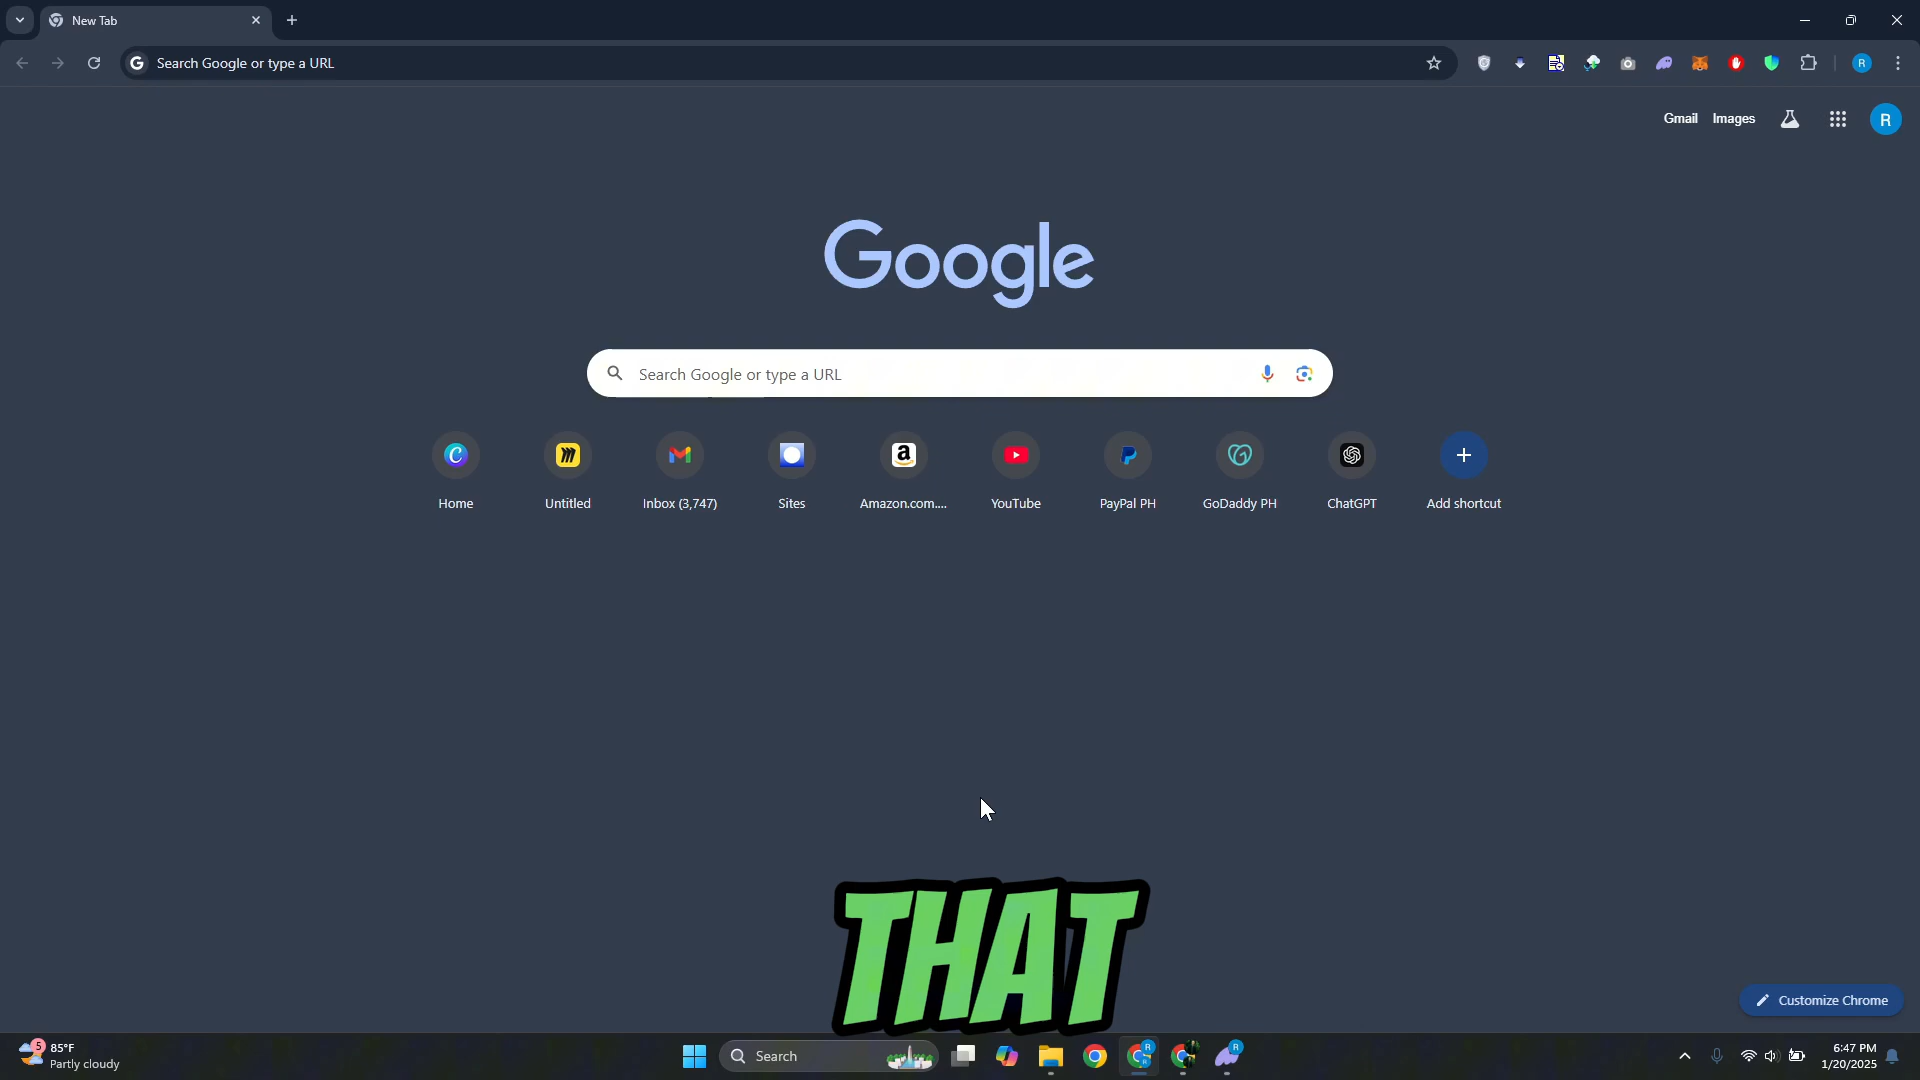 New Tab
Search Google or type a URL
R
Gmail Images
R
Google
Search Google or type a URL
Home
Untitled
Inbox (3,747)
Sites
Amazon.com....
YouTube
PayPal PH
GoDaddy PH
ChatGPT
Add shortcut
THAT
Customize Chrome
5
85°F
Partly cloudy
Search
R
R
6:47 PM
1/20/2025